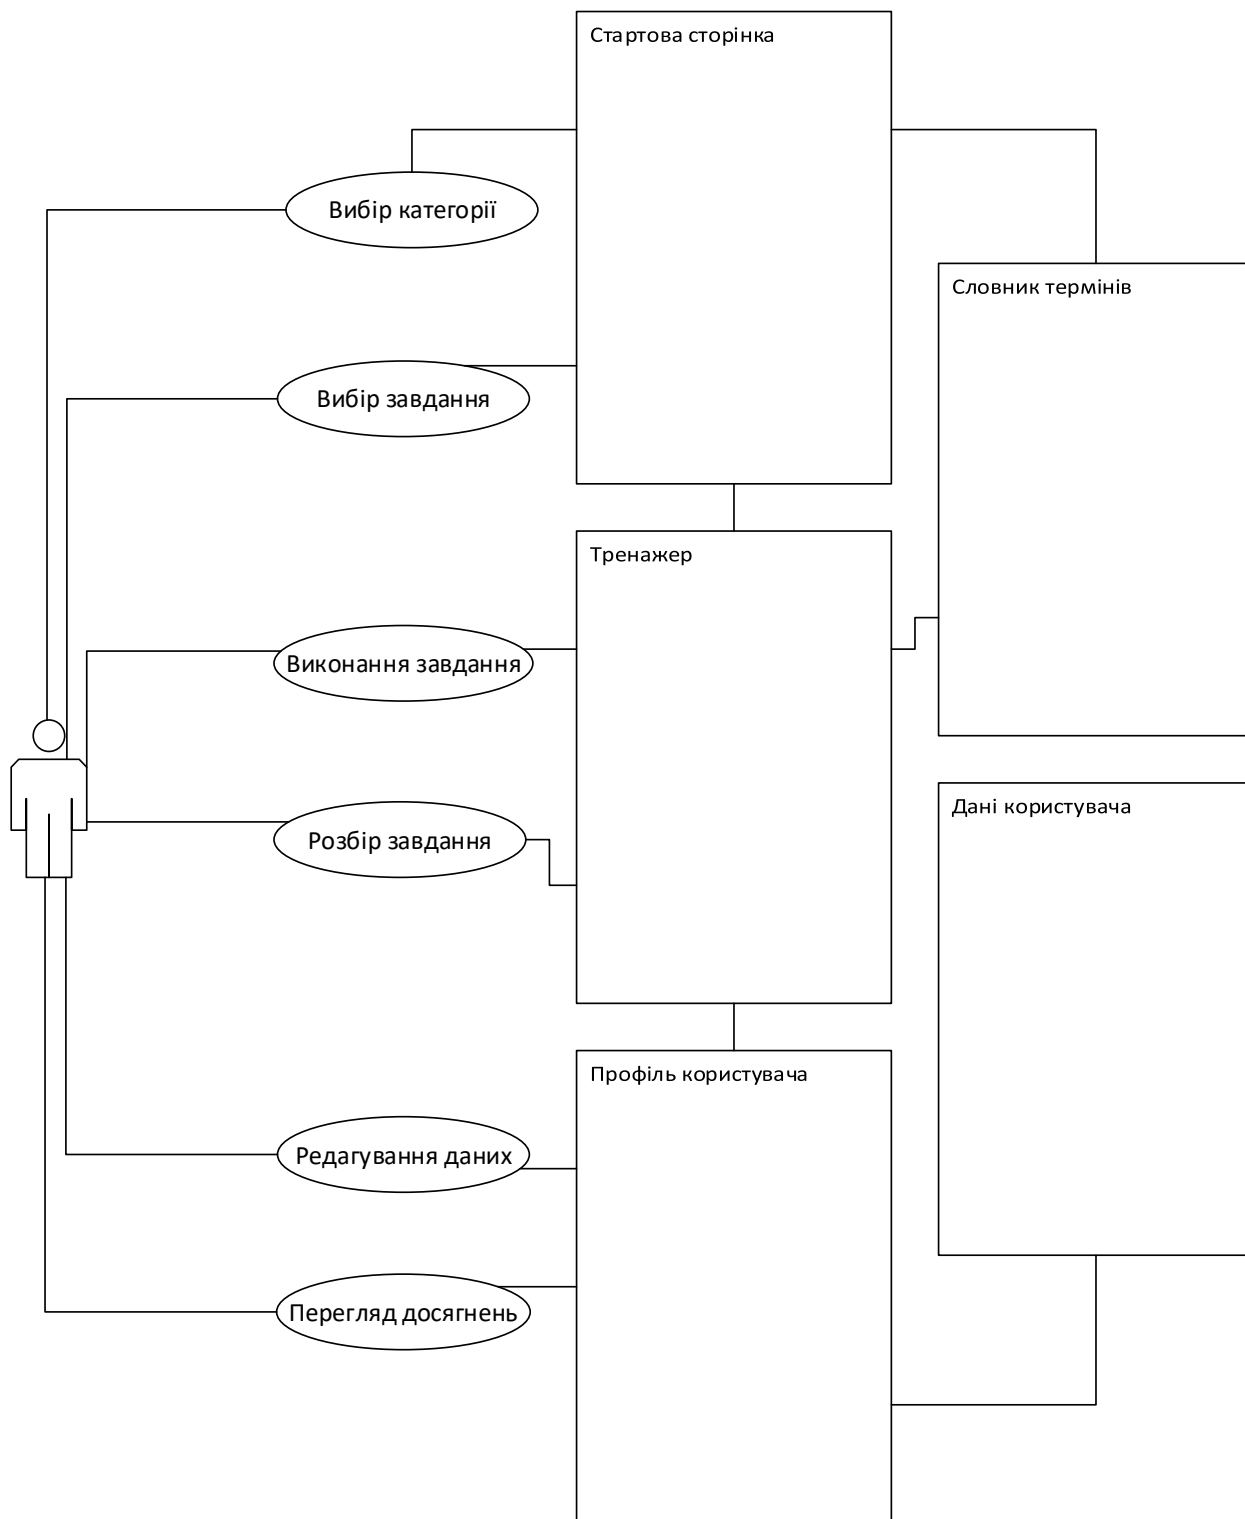 Стартова сторінка
Вибір категорії
Словник термінів
Вибір завдання
Тренажер
Виконання завдання
Дані користувача
Розбір завдання
Профіль користувача
Редагування даних
Перегляд досягнень